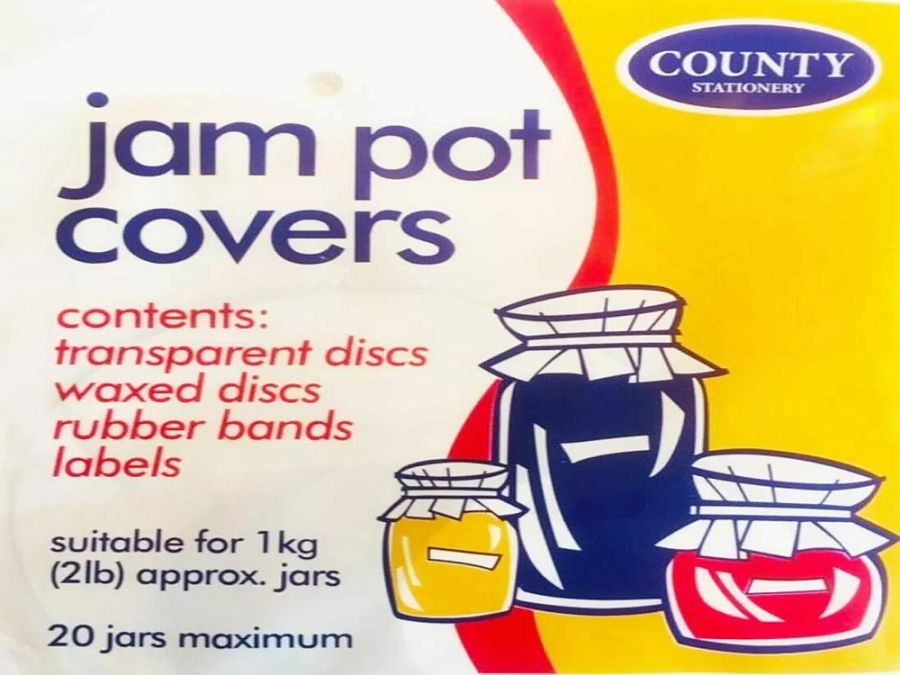 COUNTY
STATIONERY
jam pot
covers
contents:
transparent discs
waxed discs
rubber bands
labels
suitable for 1kg
(2lb) approx. jars
20 jars maximum